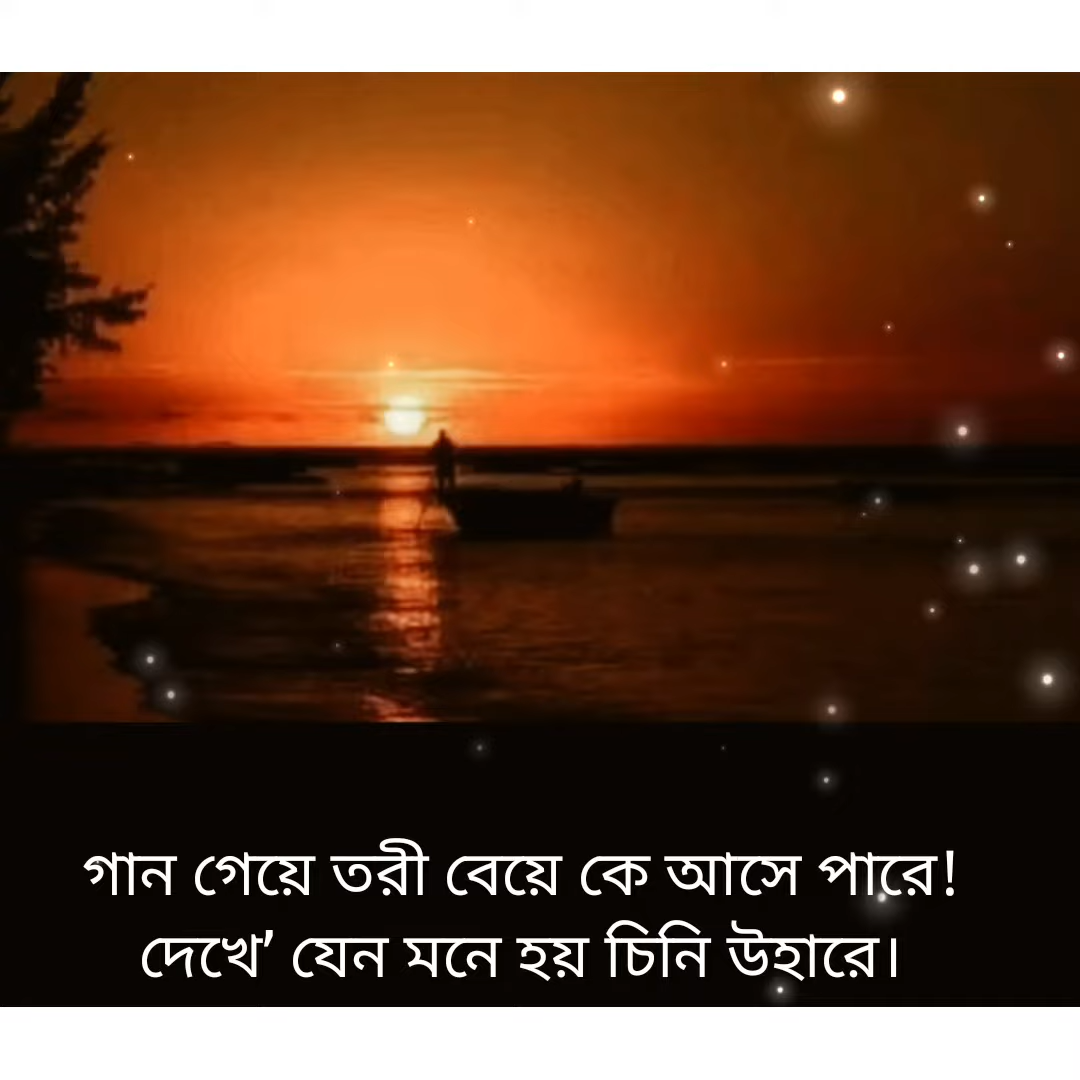 গান গেয়ে তরী বেয়ে কে আসে পারে!
দেখে’ যেন মনে হয় চিনি উহারে।